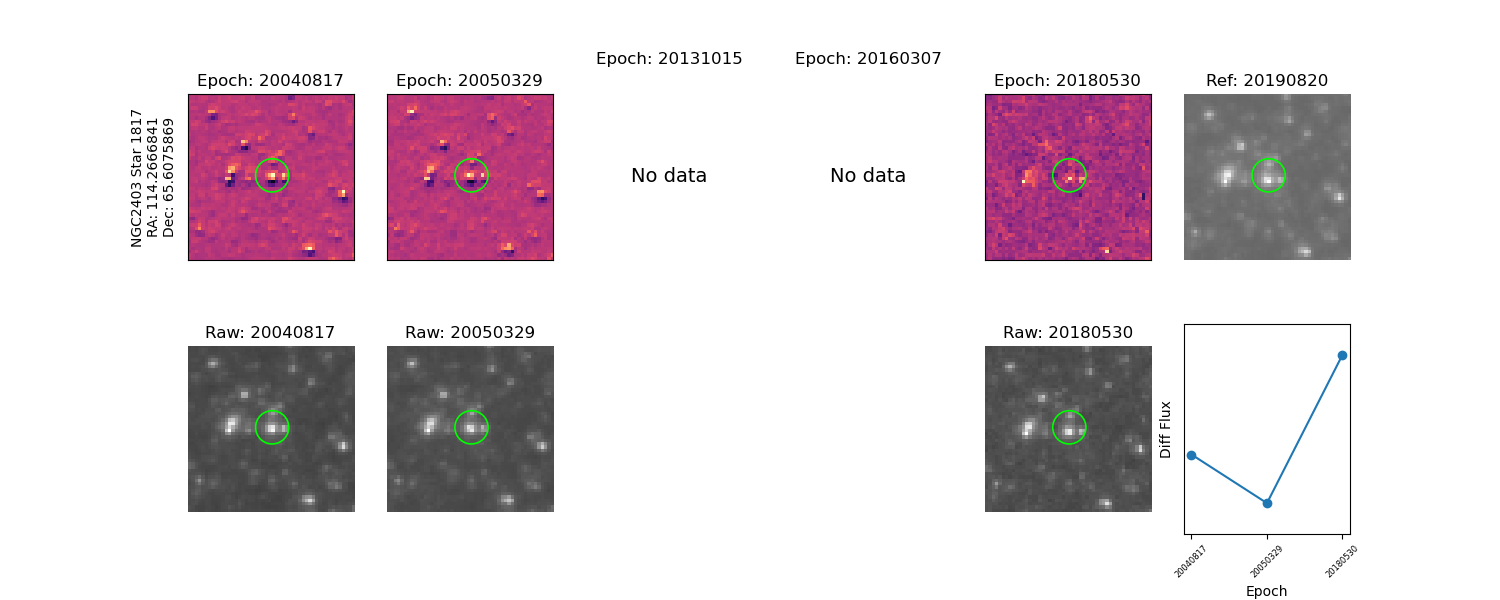 Epoch: 20131015
Epoch: 20160307
Epoch: 20040817
Epoch: 20050329
Epoch: 20180530
Ref: 20190820
NGC2403 Star 1817
RA: 114.2666841
Dec: 65.6075869
No data
No data
Raw: 20040817
Raw: 20050329
Raw: 20180530
Diff Flux
20040817
20050329
20180530
Epoch